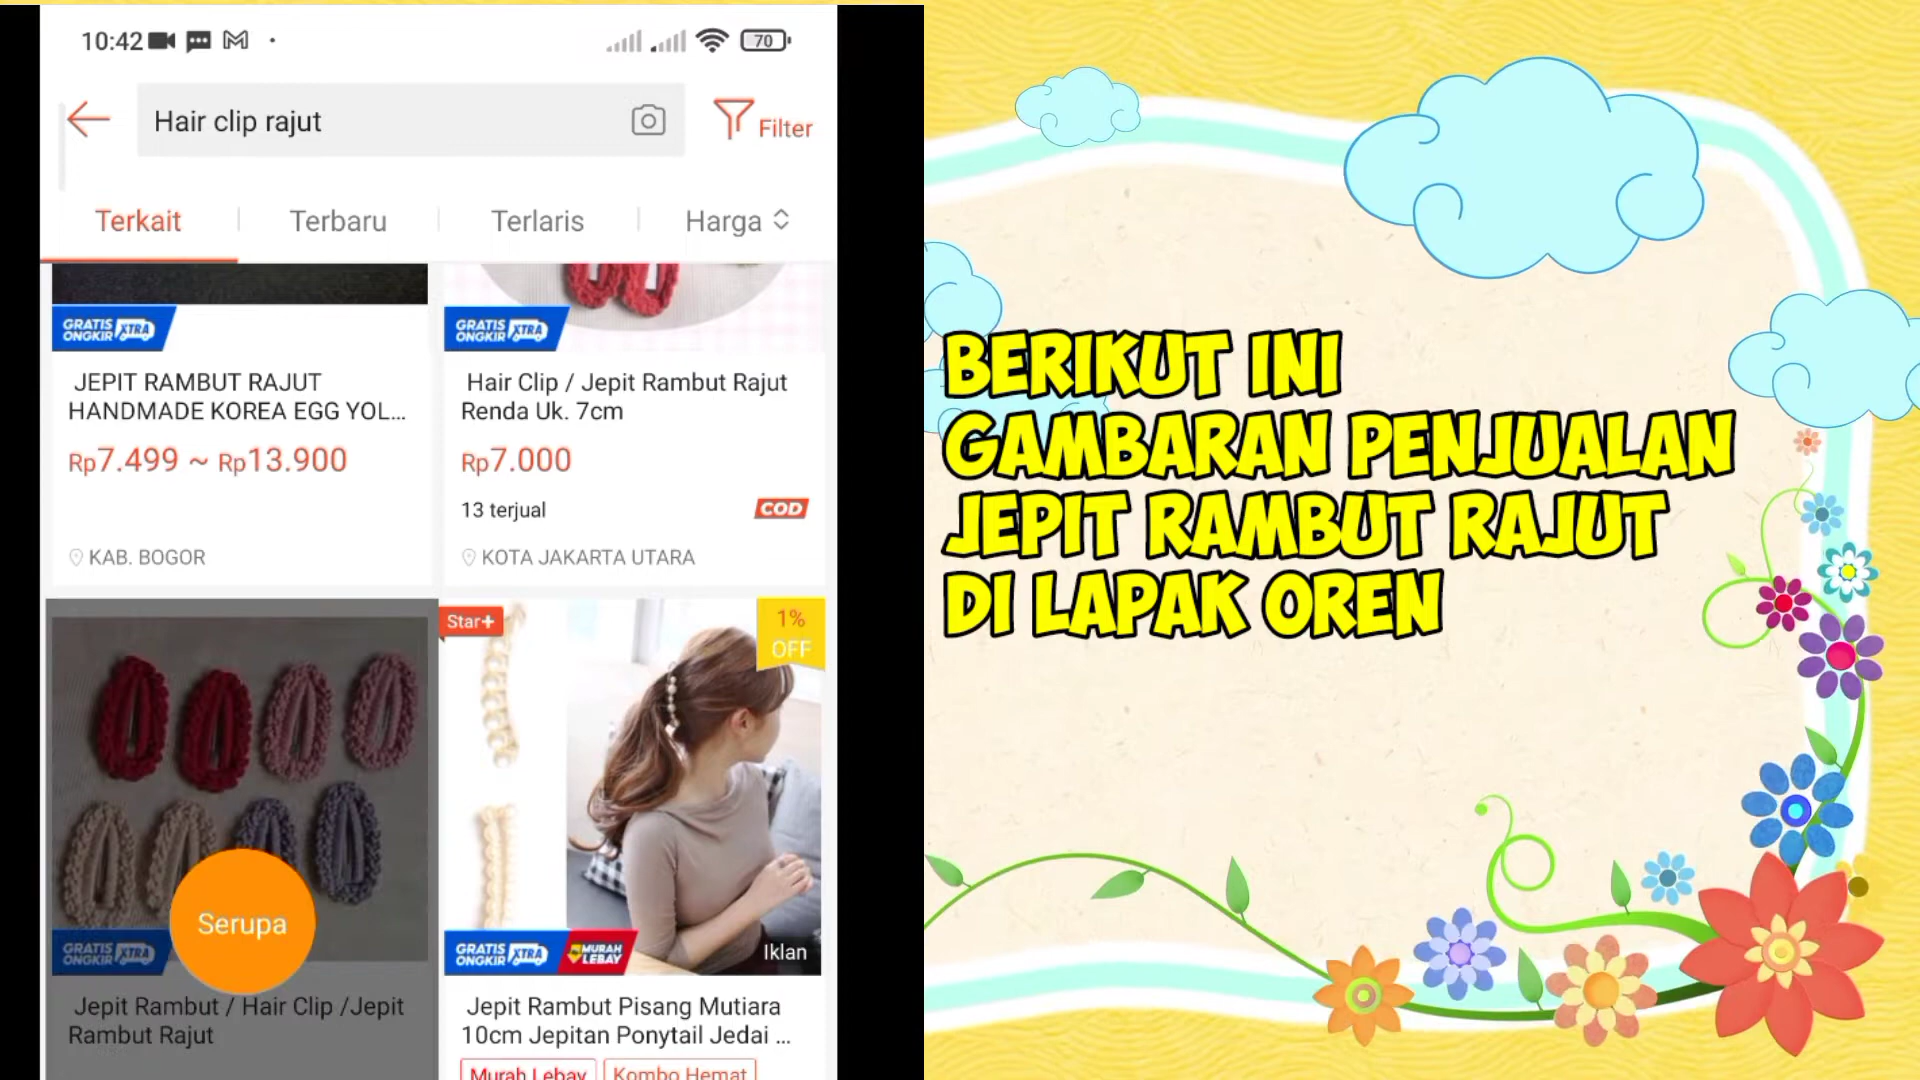 10:42
70
Hair clip rajut
Filter
Terkait
Terbaru
Terlaris
Harga
GRATIS
ONGKIR XTRA
JEPIT RAMBUT RAJUT
HANDMADE KOREA EGG YOL...
Rp7.499 ~ Rp13.900
KAB. BOGOR
GRATIS
ONGKIR XTRA
Hair Clip / Jepit Rambut Rajut
Renda Uk. 7cm
Rp7.000
13 terjual
COD
KOTA JAKARTA UTARA
GRATIS
ONGKIR XTRA
Serupa
Jepit Rambut / Hair Clip /Jepit
Rambut Rajut
Star+
1%
OFF
GRATIS
ONGKIR XTRA
MURAH
LEBAY
Iklan
Jepit Rambut Pisang Mutiara
10cm Jepitan Ponytail Jedai ...
Murah Lebay
Kombo Hemat
BERIKUT INI
GAMBARAN PENJUALAN
JEPIT RAMBUT RAJUT
DI LAPAK OREN